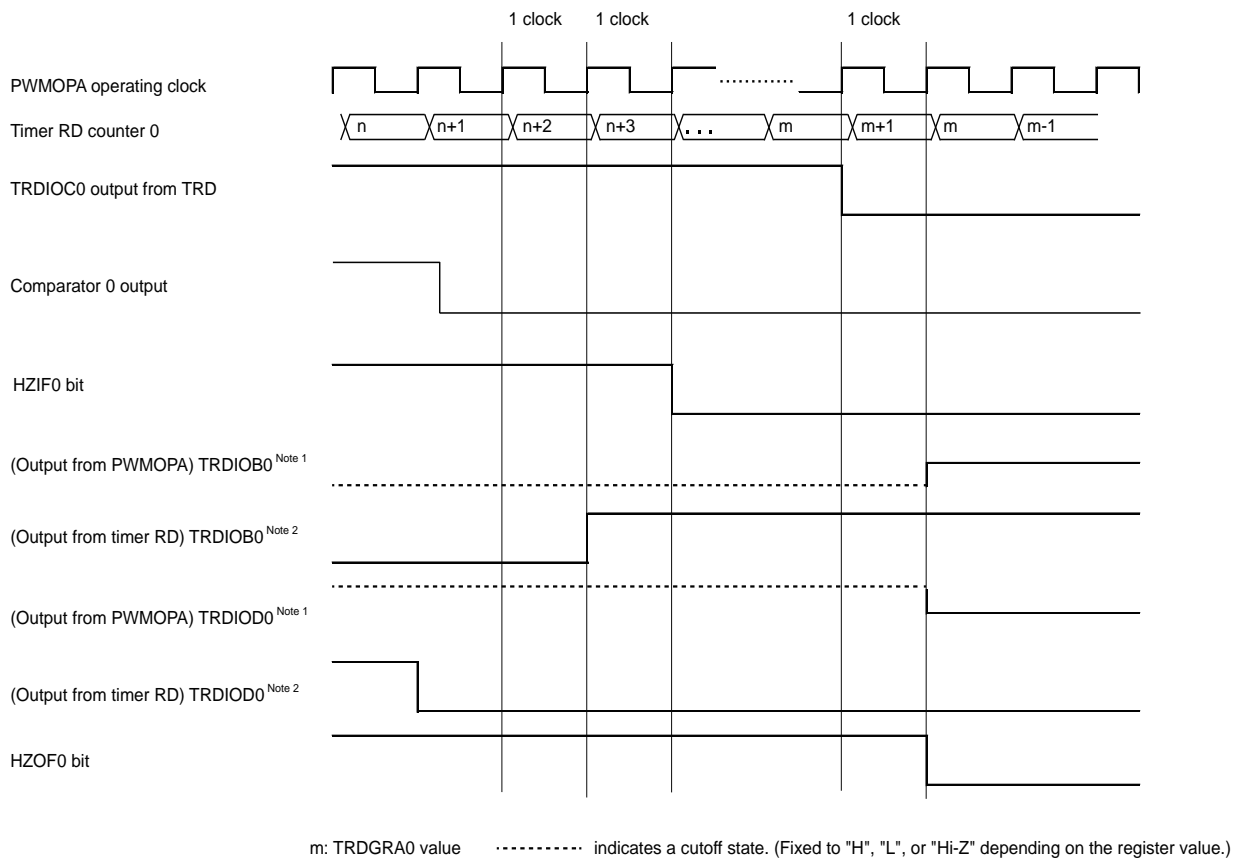 1 clock 1 clock 1 clock
PWMOPA operating clock
Timer RD counter 0 n n+1 n+2 n+3 . . . m m+1 m m-1
TRDIOC0 output from TRD
Comparator 0 output
HZIF0 bit
(Output from PWMOPA) TRDIOB0 Note 1
(Output from timer RD) TRDIOB0 Note 2
(Output from PWMOPA) TRDIOD0 Note 1
(Output from timer RD) TRDIOD0 Note 2
HZOF0 bit
m: TRDGRA0 value indicates a cutoff state. (Fixed to "H", "L", or "Hi-Z" depending on the register value.)